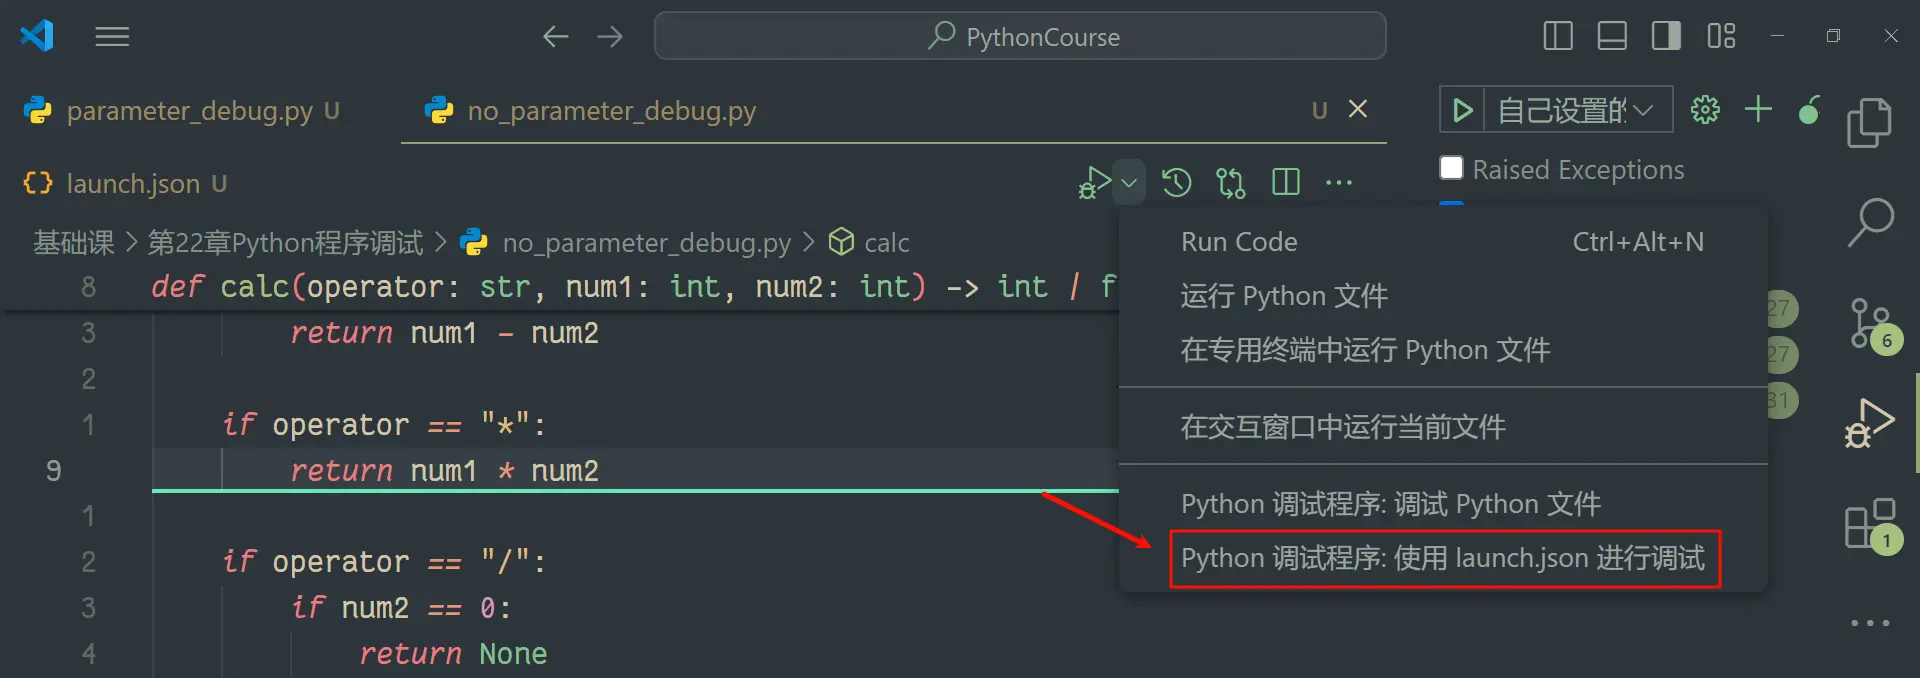 PythonCourse
parameter_debug.py U
no_parameter_debug.py U
自己设置的
launch.json U
Raised Exceptions
基础课 > 第22章Python程序调试 > no_parameter_debug.py > calc
8 def calc(operator: str, num1: int, num2: int) -> int | f
3 return num1 - num2
2
1 if operator == "*":
9 return num1 * num2
1
2 if operator == "/":
3 if num2 == 0:
4 return None
Run Code Ctrl+Alt+N
运行 Python 文件
在专用终端中运行 Python 文件
在交互窗口中运行当前文件
Python 调试程序: 调试 Python 文件
Python 调试程序: 使用 launch.json 进行调试
27
27
31
6
1